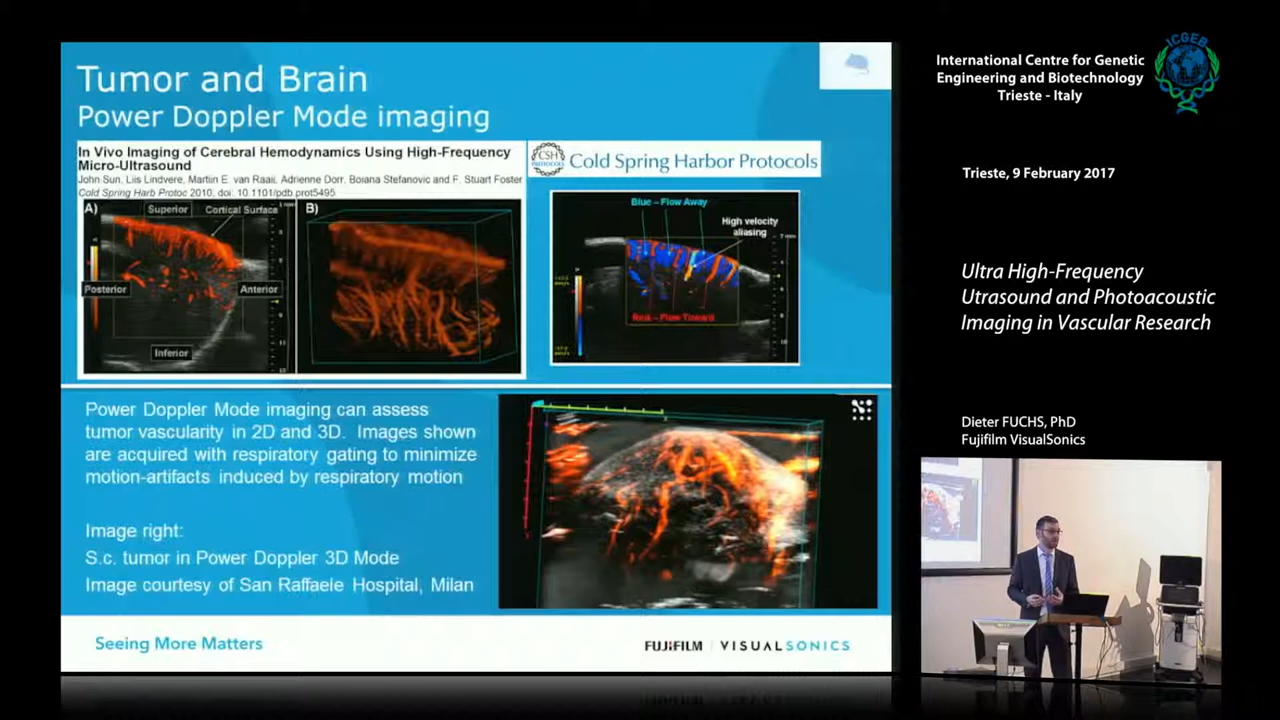 Tumor and Brain
Power Doppler Mode imaging
In Vivo Imaging of Cerebral Hemodynamics Using High-Frequency
Micro-Ultrasound
John Sun, Liis Lindvere, Martin E. van Raaij, Adrienne Dorr, Bojana Stefanovic and F. Stuart Foster
Cold Spring Harb Protoc 2010, doi: 10.1101/pdb.prot5495
CSH
PROTOCOLS
Cold Spring Harbor Protocols
A)
Superior
Cortical Surface
Posterior
Anterior
Inferior
B)
Blue – Flow Away
High velocity
aliasing
Red – Flow Toward
Power Doppler Mode imaging can assess
tumor vascularity in 2D and 3D. Images shown
are acquired with respiratory gating to minimize
motion-artifacts induced by respiratory motion
Image right:
S.c. tumor in Power Doppler 3D Mode
Image courtesy of San Raffaele Hospital, Milan
Seeing More Matters
FUJIFILM | VISUALSONICS
International Centre for Genetic
Engineering and Biotechnology
Trieste - Italy
ICGEB
Trieste, 9 February 2017
Ultra High-Frequency
Utrasound and Photoacoustic
Imaging in Vascular Research
Dieter FUCHS, PhD
Fujifilm VisualSonics